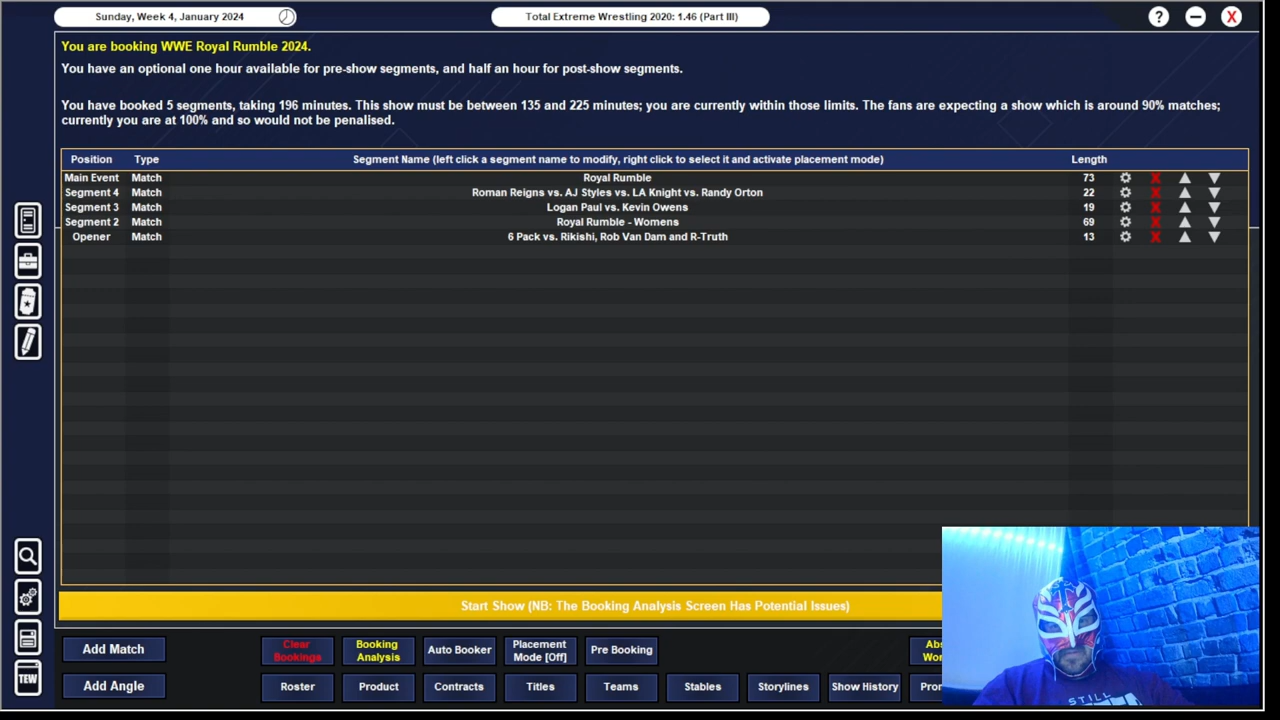 Sunday, Week 4, January 2024
Total Extreme Wrestling 2020: 1.46 (Part III)
? X
You are booking WWE Royal Rumble 2024.
You have an optional one hour available for pre-show segments, and half an hour for post-show segments.
You have booked 5 segments, taking 196 minutes. This show must be between 135 and 225 minutes; you are currently within those limits. The fans are expecting a show which is around 90% matches;
currently you are at 100% and so would not be penalised.
Position Type Segment Name (left click a segment name to modify, right click to select it and activate placement mode) Length
Main Event Match Royal Rumble 73 X
Segment 4 Match Roman Reigns vs. AJ Styles vs. LA Knight vs. Randy Orton 22 X
Segment 3 Match Logan Paul vs. Kevin Owens 19 X
Segment 2 Match Royal Rumble - Womens 69 X
Opener Match 6 Pack vs. Rikishi, Rob Van Dam and R-Truth 13 X
Start Show (NB: The Booking Analysis Screen Has Potential Issues)
Add Match
Clear
Bookings
Booking
Analysis
Auto Booker
Placement
Mode [Off]
Pre Booking
Abs
Wor
TEW
Add Angle
Roster
Product
Contracts
Titles
Teams
Stables
Storylines
Show History
Pro
STILL